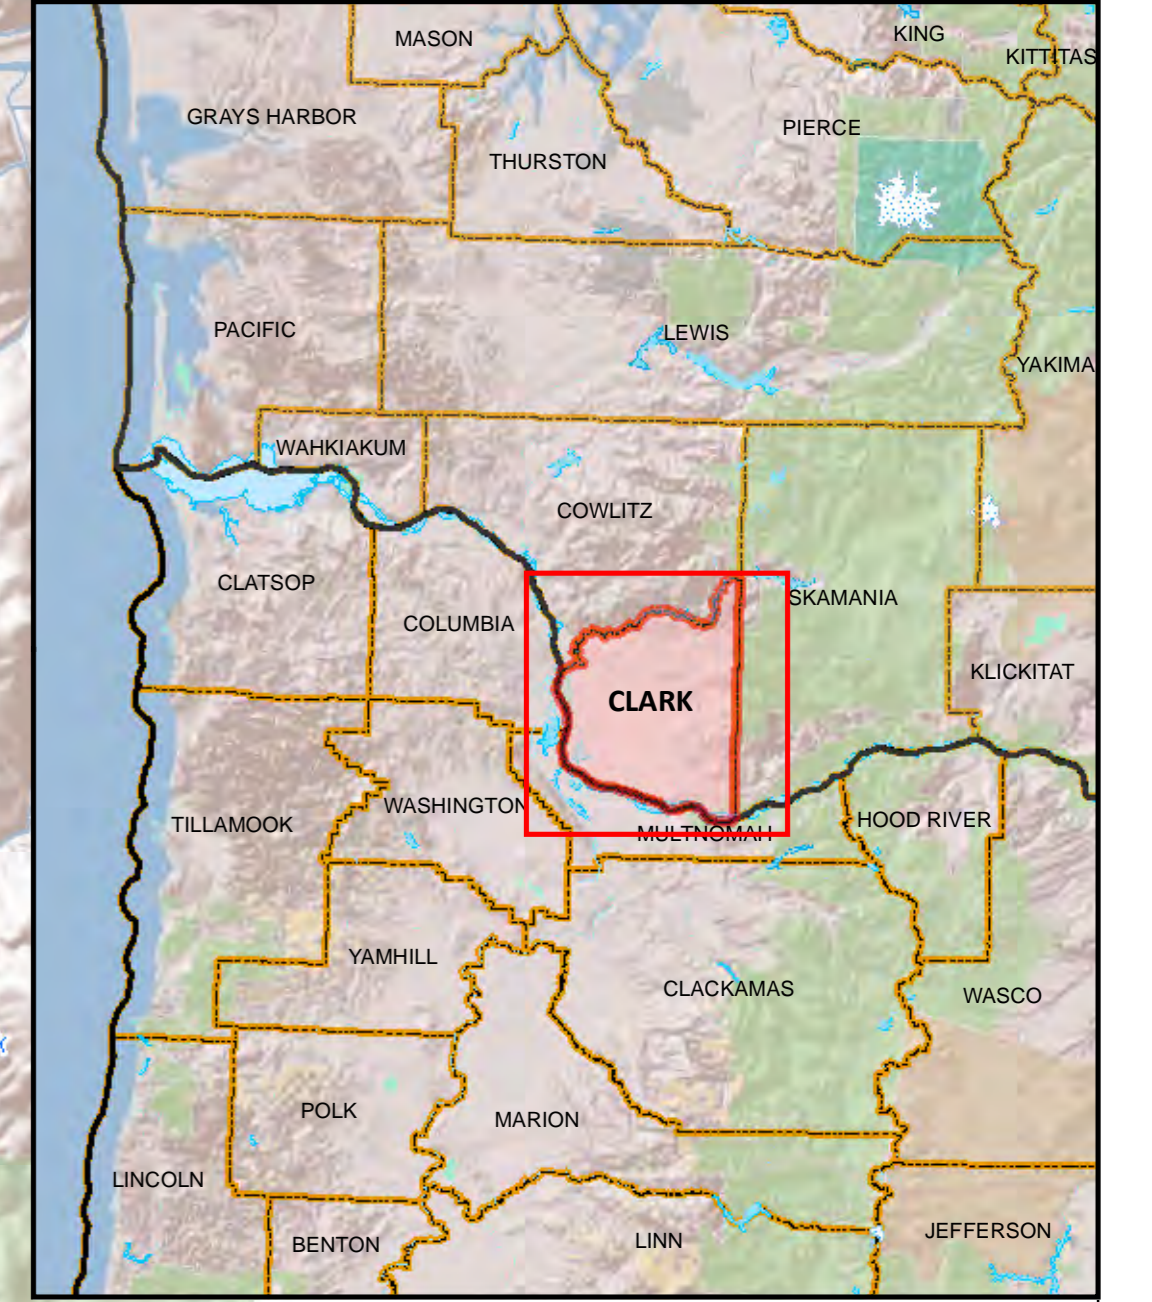 KING
MASON
KITTITAS
GRAYS HARBOR
PIERCE
THURSTON
PACIFIC
LEWIS
YAKIMA
WAHKIAKUM
COWLITZ
CLATSOP
SKAMANIA
COLUMBIA
KLICKITAT
CLARK
WASHINGTON
TILLAMOOK
HOOD RIVER
MULTNOMAH
YAMHILL
CLACKAMAS
WASCO
POLK
MARION
LINCOLN
JEFFERSON
LINN
BENTON